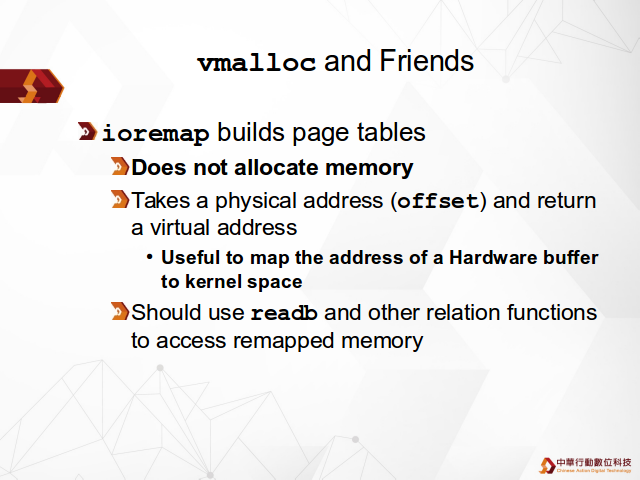 vmalloc and Friends
ioremap builds page tables
Does not allocate memory
Takes a physical address (offset) and return
a virtual address
• Useful to map the address of a Hardware buffer
to kernel space
Should use readb and other relation functions
to access remapped memory
中華行動數位科技
Chinese Action Digital Technology